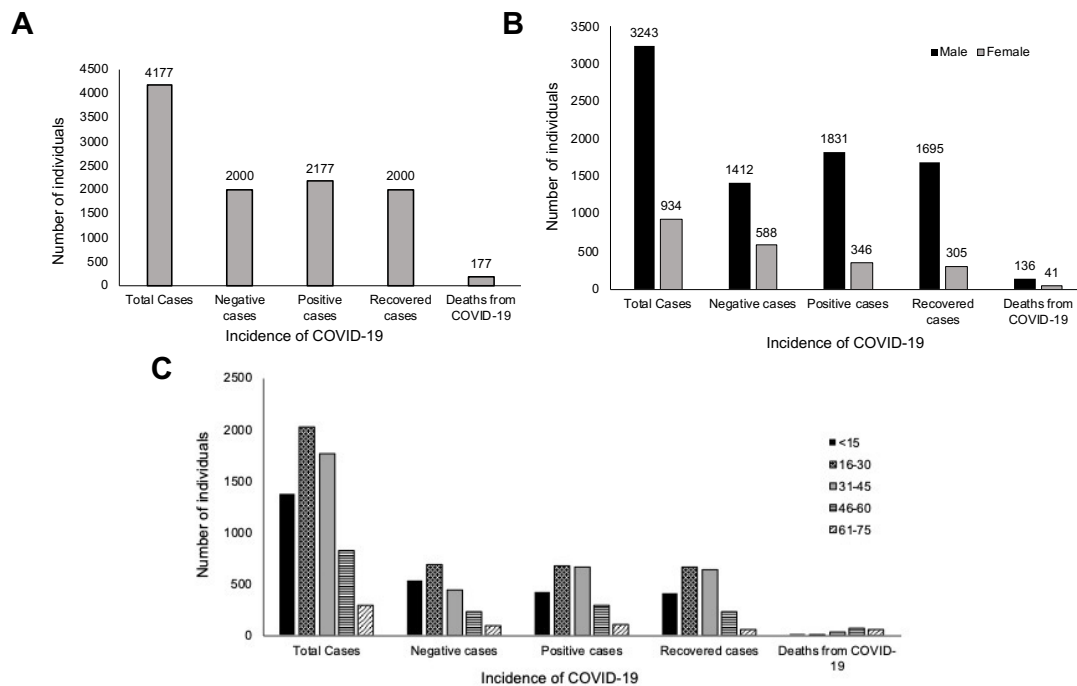 A
Number of individuals
4500
4000
3500
3000
2500
2000
1500
1000
500
0
4177
2000
2177
2000
177
Total Cases
Negative cases
Positive cases
Recovered cases
Deaths from COVID-19
Incidence of COVID-19
B
Number of individuals
3500
3000
2500
2000
1500
1000
500
0
Male
Female
3243
934
1412
588
1831
346
1695
305
136
41
Total Cases
Negative cases
Positive cases
Recovered cases
Deaths from COVID-19
Incidence of COVID-19
C
Number of individuals
2500
2000
1500
1000
500
0
<15
16-30
31-45
46-60
61-75
Total Cases
Negative cases
Positive cases
Recovered cases
Deaths from COVID-
19
Incidence of COVID-19